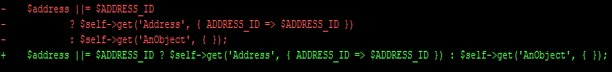 -    $address ||= $ADDRESS_ID
-           ? $self->get('Address', { ADDRESS_ID => $ADDRESS_ID })
-           : $self->get('AnObject', { });
+    $address ||= $ADDRESS_ID ? $self->get('Address', { ADDRESS_ID => $ADDRESS_ID }) : $self->get('AnObject', { });